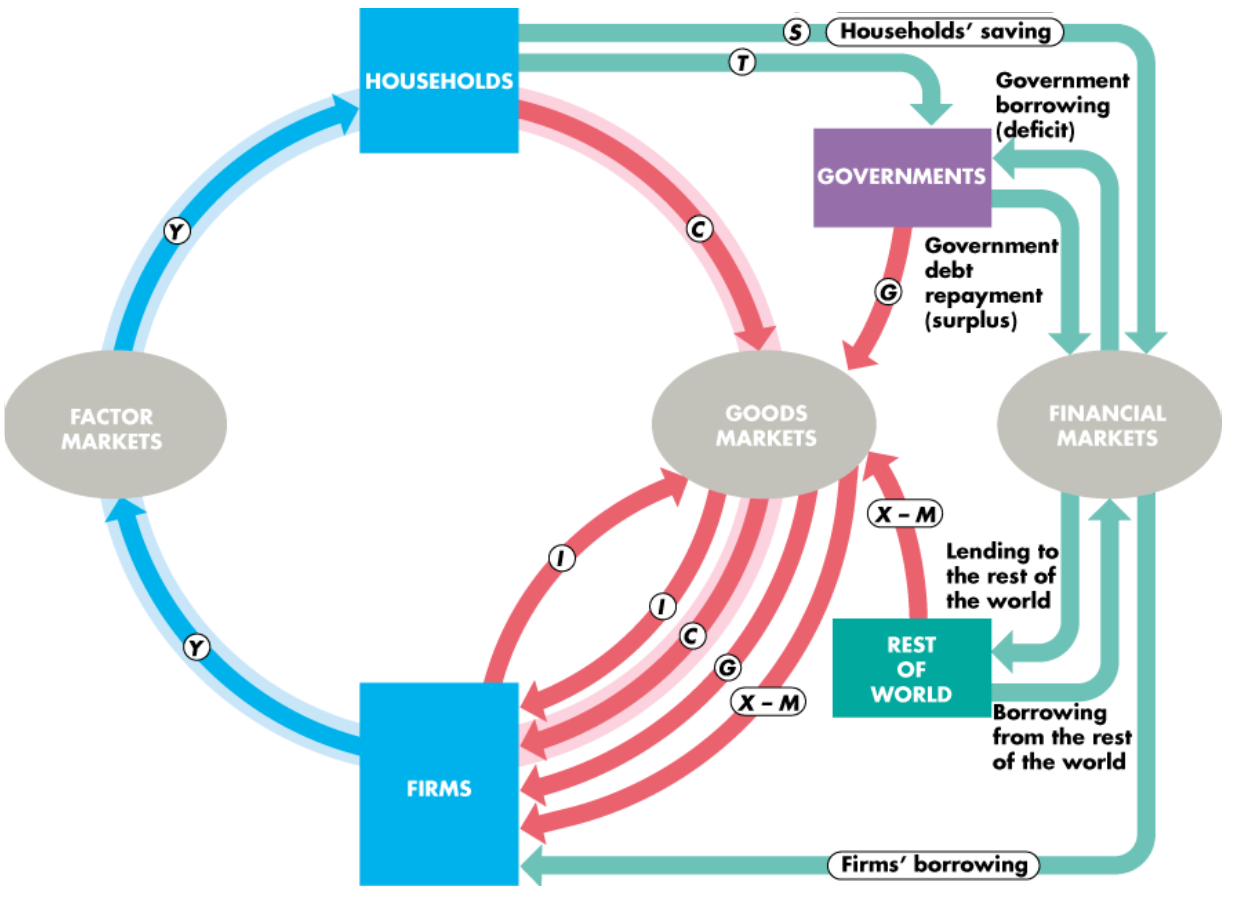 S
Households' saving
T
HOUSEHOLDS
Government
borrowing
(deficit)
GOVERNMENTS
Y
C
Government
debt
repayment
(surplus)
G
FACTOR
MARKETS
GOODS
MARKETS
FINANCIAL
MARKETS
X – M
I
Lending to
the rest of
the world
I
C
Y
G
REST
OF
WORLD
X – M
Borrowing
from the rest
of the world
FIRMS
Firms' borrowing